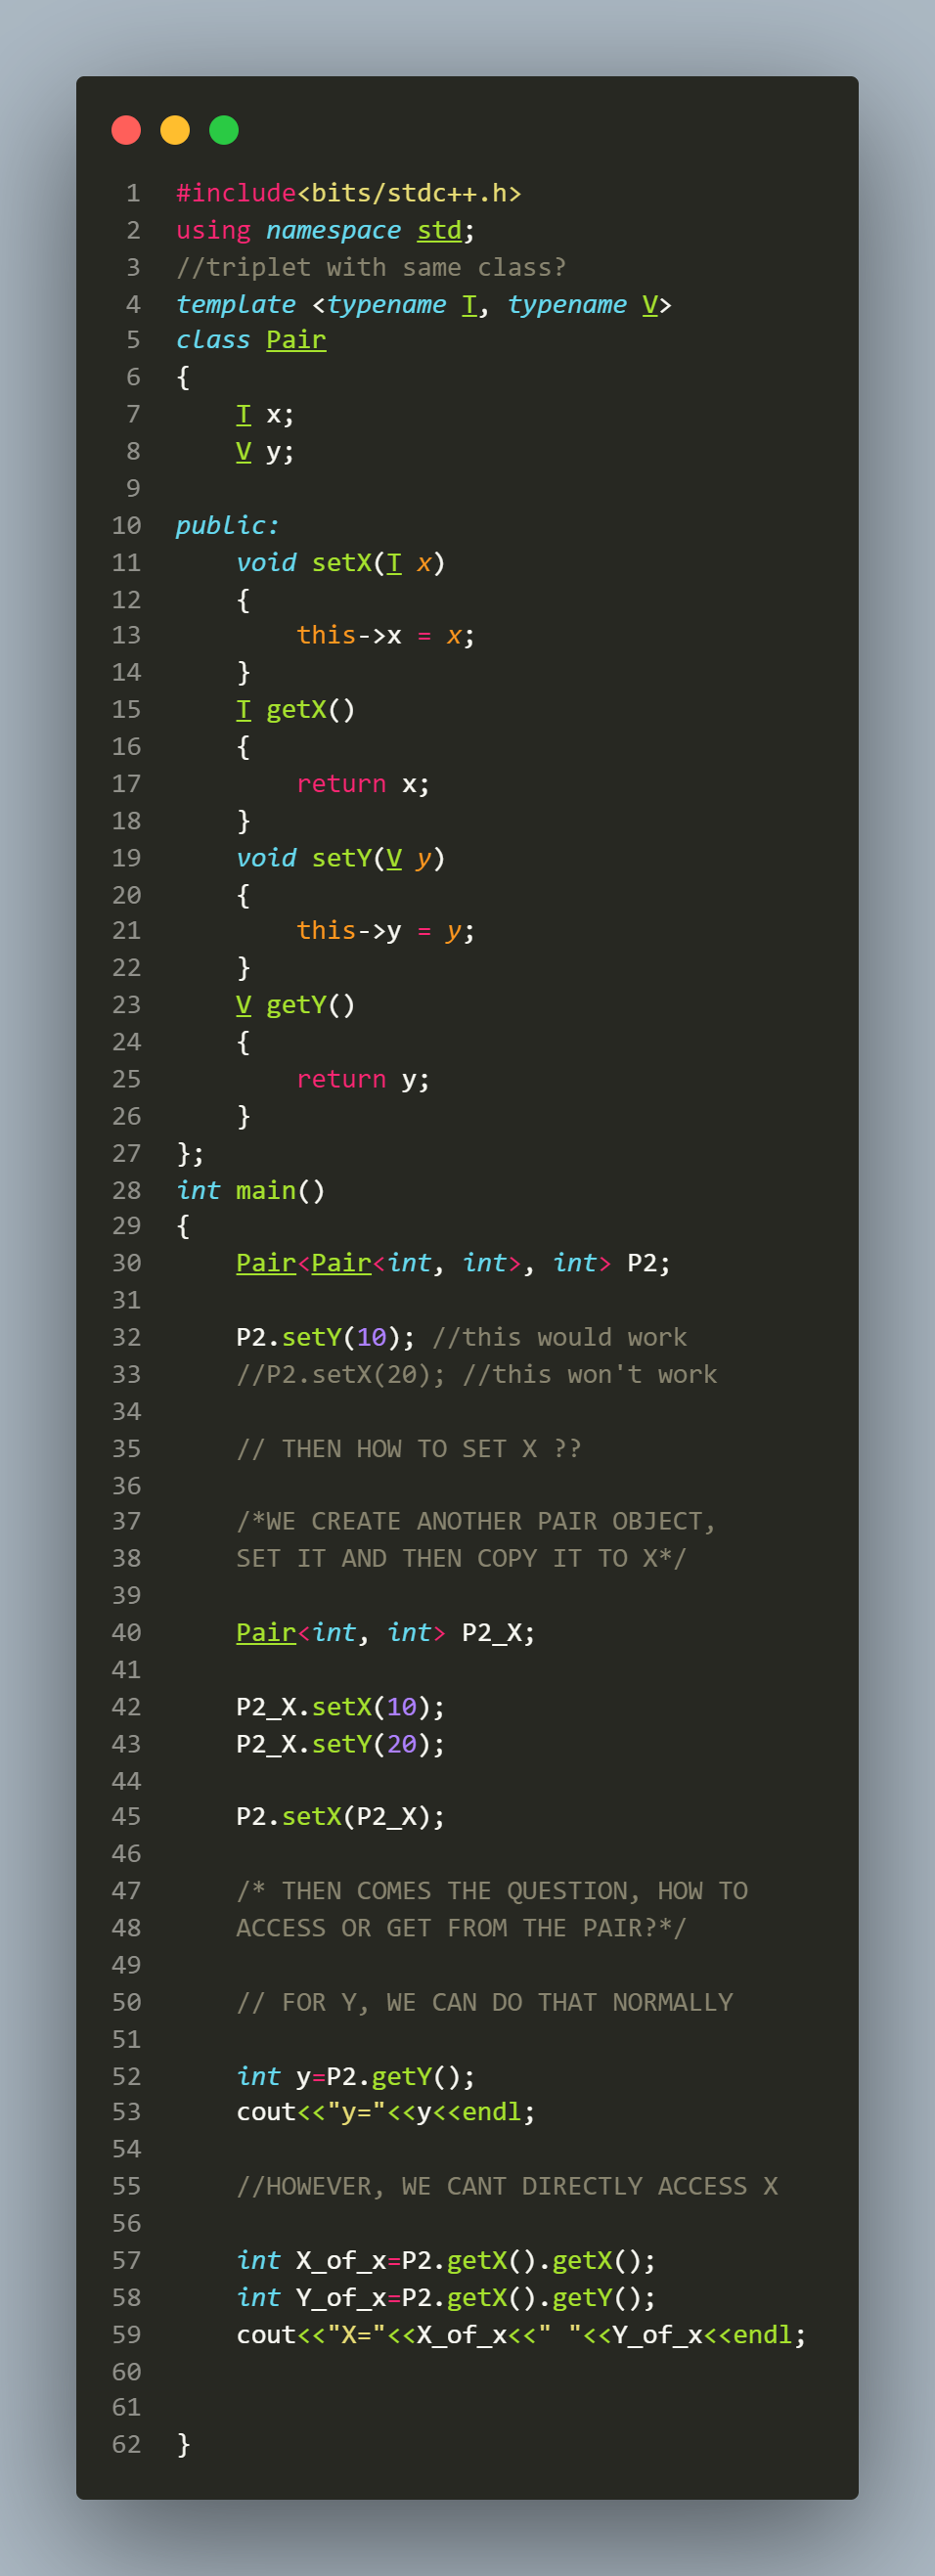 1 #include<bits/stdc++.h>
2 using namespace std;
3 //triplet with same class?
4 template <typename T, typename V>
5 class Pair
6 {
7     T x;
8     V y;
9
10 public:
11     void setX(T x)
12     {
13         this->x = x;
14     }
15     T getX()
16     {
17         return x;
18     }
19     void setY(V y)
20     {
21         this->y = y;
22     }
23     V getY()
24     {
25         return y;
26     }
27 };
28 int main()
29 {
30     Pair<Pair<int, int>, int> P2;
31
32     P2.setY(10); //this would work
33     //P2.setX(20); //this won't work
34
35     // THEN HOW TO SET X ??
36
37     /*WE CREATE ANOTHER PAIR OBJECT,
38     SET IT AND THEN COPY IT TO X*/
39
40     Pair<int, int> P2_X;
41
42     P2_X.setX(10);
43     P2_X.setY(20);
44
45     P2.setX(P2_X);
46
47     /* THEN COMES THE QUESTION, HOW TO
48     ACCESS OR GET FROM THE PAIR?*/
49
50     // FOR Y, WE CAN DO THAT NORMALLY
51
52     int y=P2.getY();
53     cout<<"y="<<y<<endl;
54
55     //HOWEVER, WE CANT DIRECTLY ACCESS X
56
57     int X_of_x=P2.getX().getX();
58     int Y_of_x=P2.getX().getY();
59     cout<<"X="<<X_of_x<<" "<<Y_of_x<<endl;
60
61
62 }